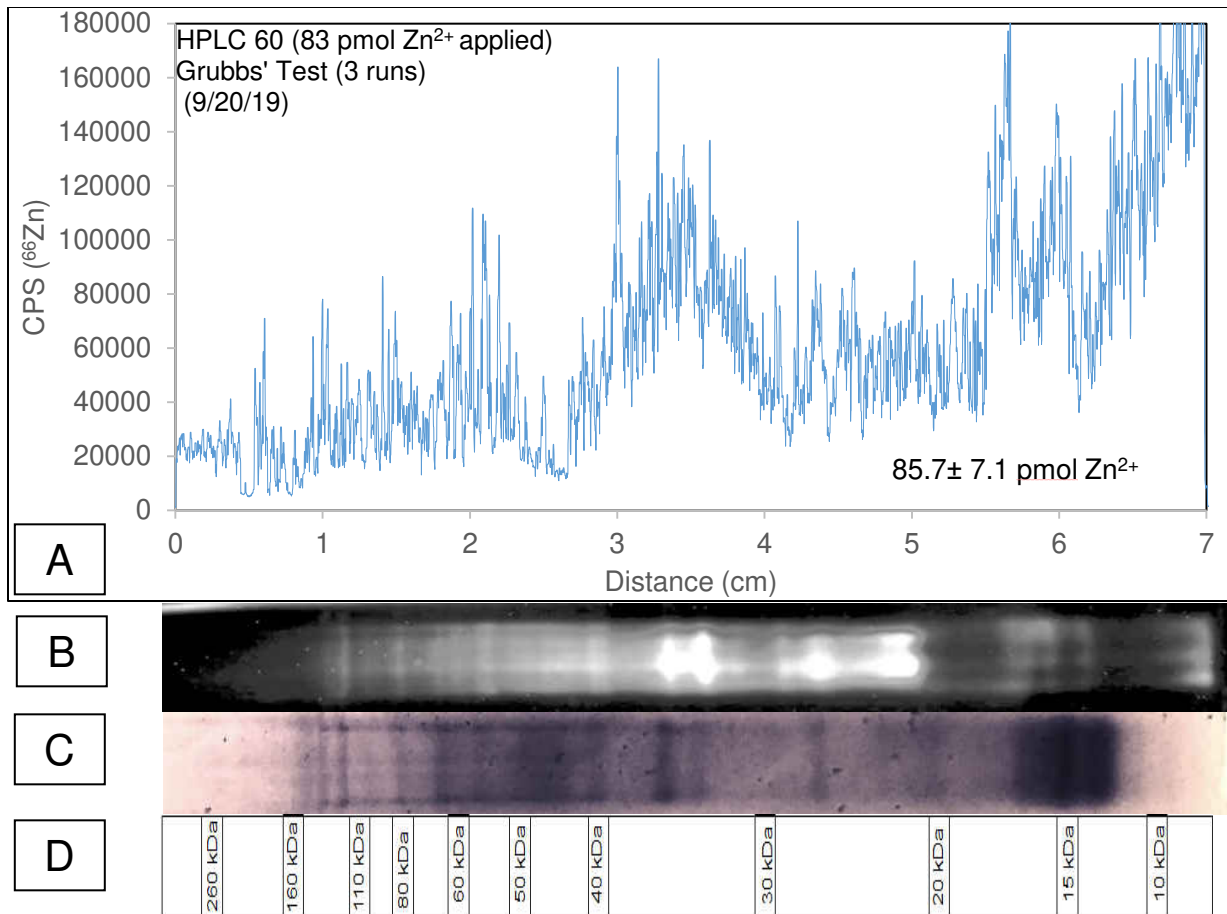 180000
160000
140000
120000
100000
80000
60000
40000
20000
0
CPS (⁶⁶Zn)
HPLC 60 (83 pmol Zn²⁺ applied)
Grubbs' Test (3 runs)
(9/20/19)
85.7± 7.1 pmol Zn²⁺
0 1 2 3 4 5 6 7
Distance (cm)
A
B
C
D
260 kDa
160 kDa
110 kDa
80 kDa
60 kDa
50 kDa
40 kDa
30 kDa
20 kDa
15 kDa
10 kDa